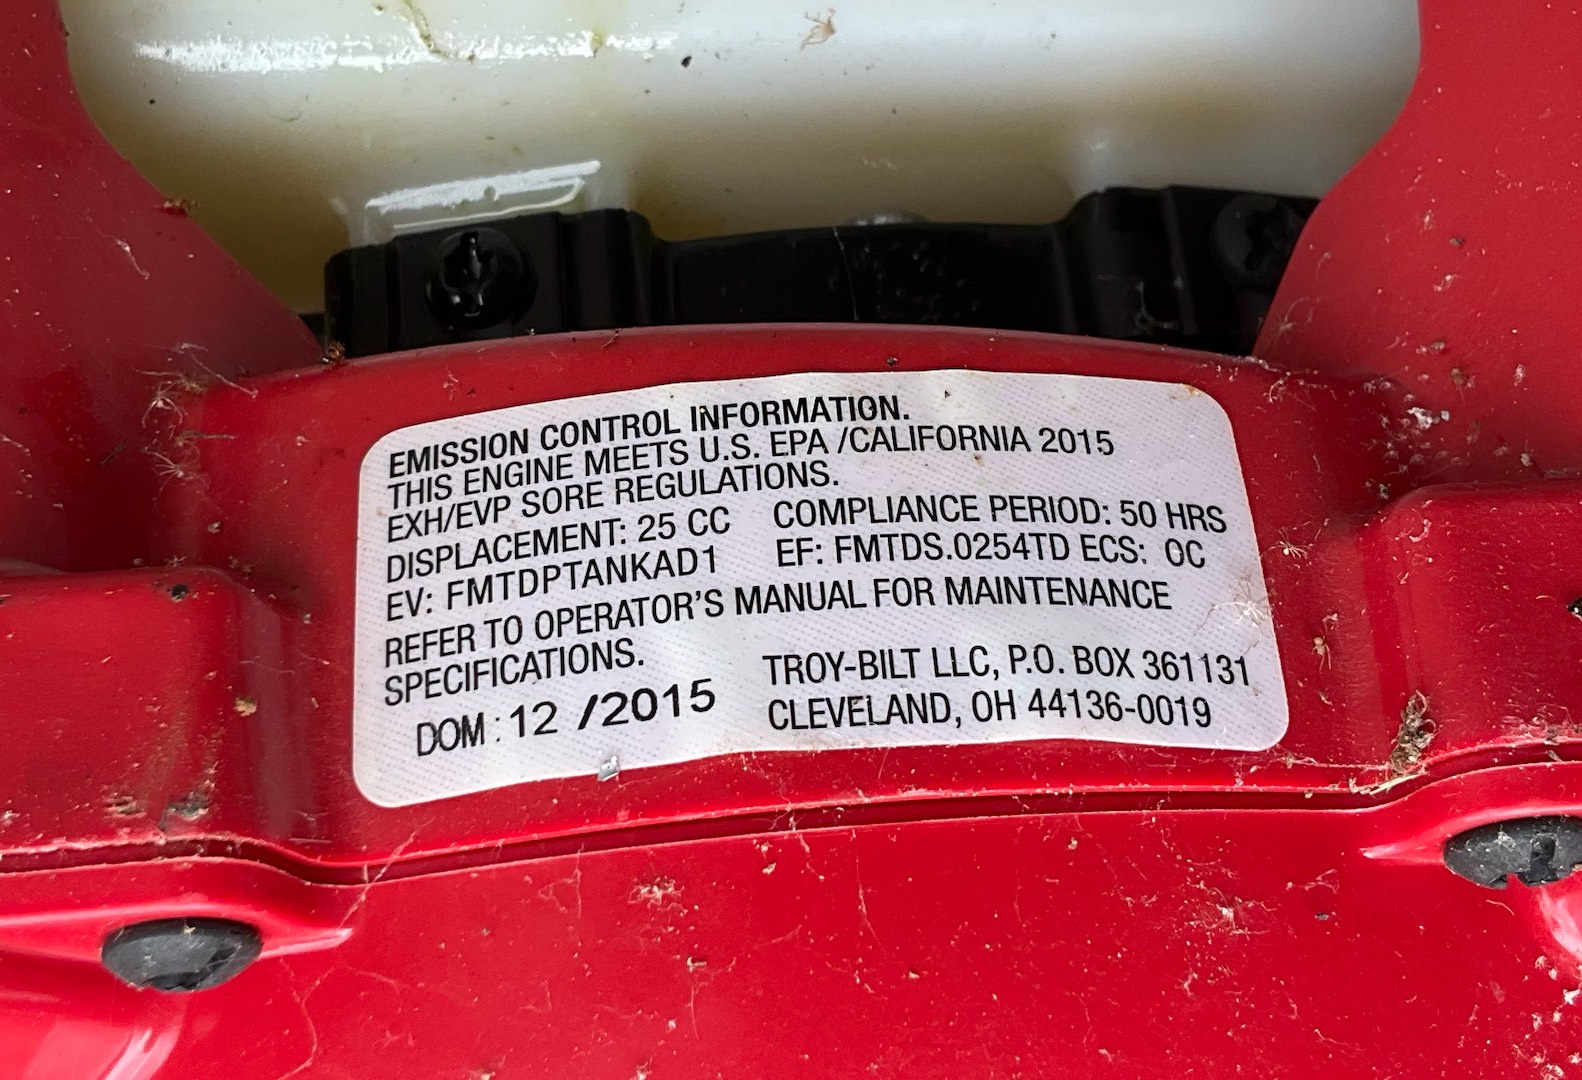 EMISSION CONTROL INFORMATION.
THIS ENGINE MEETS U.S. EPA /CALIFORNIA 2015
EXH/EVP SORE REGULATIONS.
DISPLACEMENT: 25 CC COMPLIANCE PERIOD: 50 HRS
EV: FMTDPTANKAD1 EF: FMTDS.0254TD ECS: OC
REFER TO OPERATOR'S MANUAL FOR MAINTENANCE
SPECIFICATIONS.
TROY-BILT LLC, P.O. BOX 361131
DOM : 12 /2015 CLEVELAND, OH 44136-0019